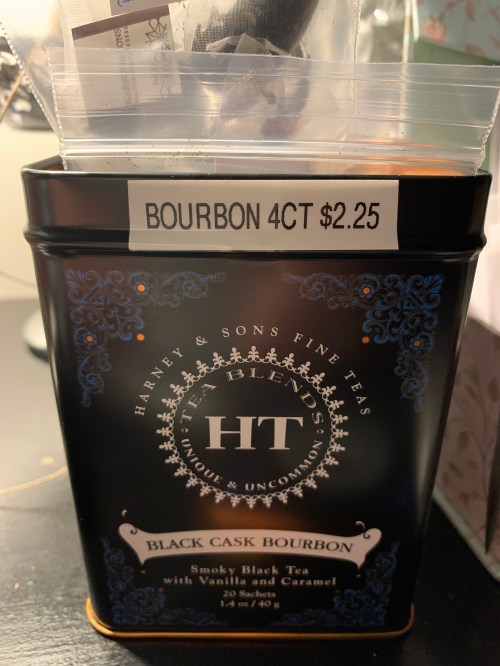 BOURBON 4CT $2.25
HARNEY & SONS FINE TEAS
TEA BLENDS
HT
UNIQUE & UNCOMMON
BLACK CASK BOURBON
Smoky Black Tea
with Vanilla and Caramel
20 Sachets
1.4 oz/40 g